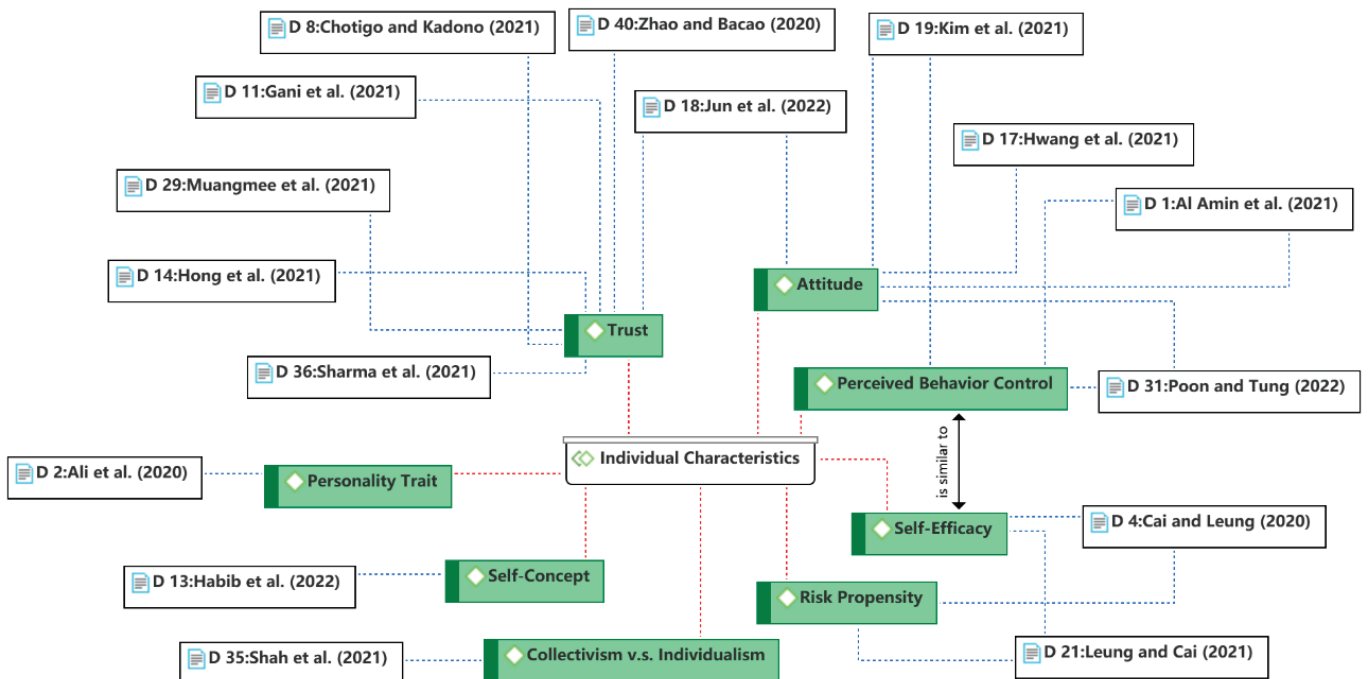 D 8:Chotigo and Kadono (2021)
D 40:Zhao and Bacao (2020)
D 19:Kim et al. (2021)
D 11:Gani et al. (2021)
D 18:Jun et al. (2022)
D 17:Hwang et al. (2021)
D 29:Muangmee et al. (2021)
D 1:Al Amin et al. (2021)
D 14:Hong et al. (2021)
Attitude
Trust
D 36:Sharma et al. (2021)
Perceived Behavior Control
D 31:Poon and Tung (2022)
is similar to
Individual Characteristics
D 2:Ali et al. (2020)
Personality Trait
Self-Efficacy
D 4:Cai and Leung (2020)
D 13:Habib et al. (2022)
Self-Concept
Risk Propensity
D 35:Shah et al. (2021)
Collectivism v.s. Individualism
D 21:Leung and Cai (2021)